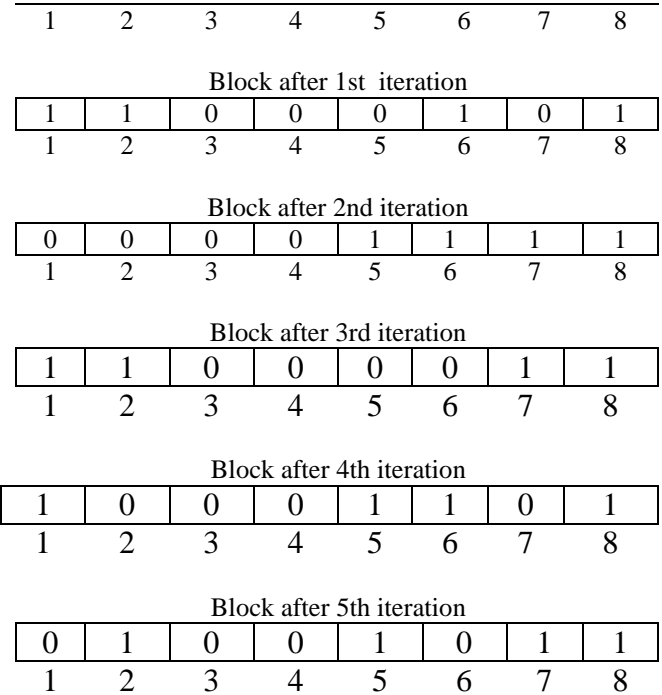 1 2 3 4 5 6 7 8
Block after 1st iteration
1 1 0 0 0 1 0 1
1 2 3 4 5 6 7 8
Block after 2nd iteration
0 0 0 0 1 1 1 1
1 2 3 4 5 6 7 8
Block after 3rd iteration
1 1 0 0 0 0 1 1
1 2 3 4 5 6 7 8
Block after 4th iteration
1 0 0 0 1 1 0 1
1 2 3 4 5 6 7 8
Block after 5th iteration
0 1 0 0 1 0 1 1
1 2 3 4 5 6 7 8